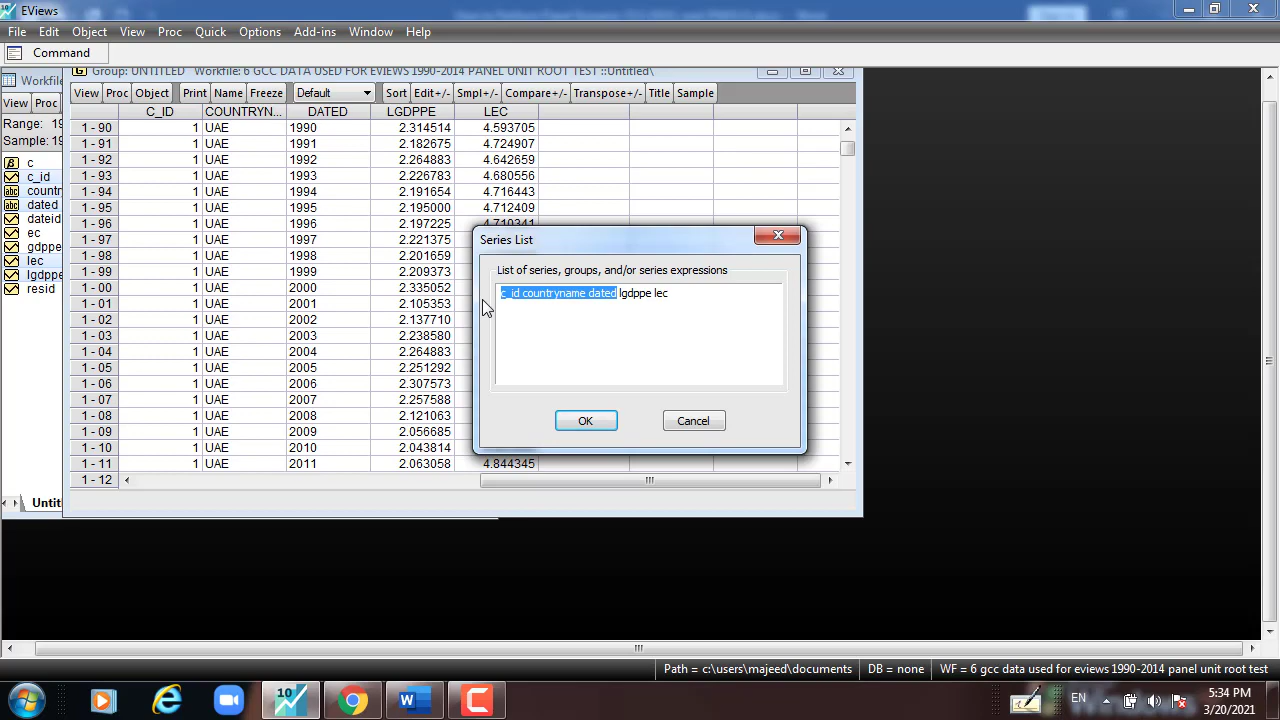 EViews
File Edit Object View Proc Quick Options Add-ins Window Help
Command
Workfile
Group: UNTITLED Workfile: 6 GCC DATA USED FOR EVIEWS 1990-2014 PANEL UNIT ROOT TEST ::Untitled\
View Proc Object Print Name Freeze Default Sort Edit+/- Smpl+/- Compare+/- Transpose+/- Title Sample
View Proc
Range: 19
Sample: 19
c
c_id
country
dated
dateid
ec
gdppe
lec
lgdppe
resid
Untitl
C_ID COUNTRYN... DATED LGDPPE LEC
1 - 90 1 UAE 1990 2.314514 4.593705
1 - 91 1 UAE 1991 2.182675 4.724907
1 - 92 1 UAE 1992 2.264883 4.642659
1 - 93 1 UAE 1993 2.226783 4.680556
1 - 94 1 UAE 1994 2.191654 4.716443
1 - 95 1 UAE 1995 2.195000 4.712409
1 - 96 1 UAE 1996 2.197225 4.710341
1 - 97 1 UAE 1997 2.221375
1 - 98 1 UAE 1998 2.201659
1 - 99 1 UAE 1999 2.209373
1 - 00 1 UAE 2000 2.335052
1 - 01 1 UAE 2001 2.105353
1 - 02 1 UAE 2002 2.137710
1 - 03 1 UAE 2003 2.238580
1 - 04 1 UAE 2004 2.264883
1 - 05 1 UAE 2005 2.251292
1 - 06 1 UAE 2006 2.307573
1 - 07 1 UAE 2007 2.257588
1 - 08 1 UAE 2008 2.121063
1 - 09 1 UAE 2009 2.056685
1 - 10 1 UAE 2010 2.043814
1 - 11 1 UAE 2011 2.063058 4.844345
1 - 12
Series List
List of series, groups, and/or series expressions
c_id countryname dated lgdppe lec
OK Cancel
Path = c:\users\majeed\documents DB = none WF = 6 gcc data used for eviews 1990-2014 panel unit root test
10
EN
5:34 PM
3/20/2021